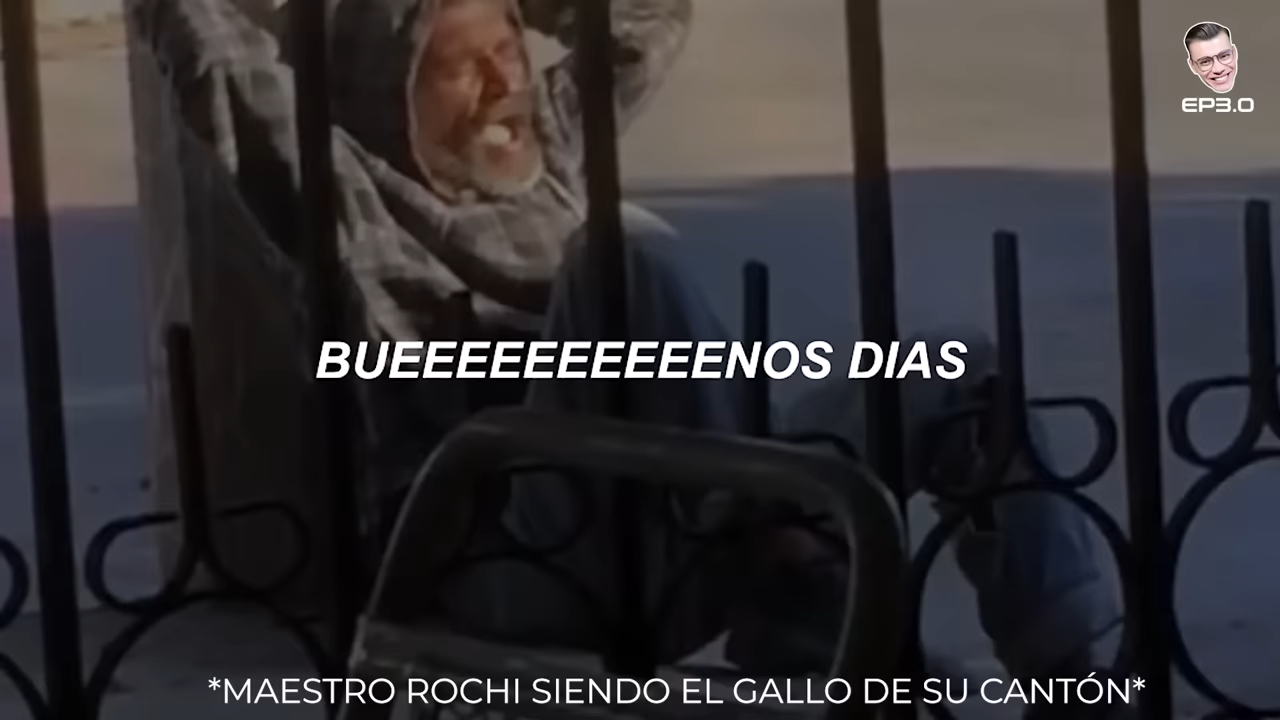 EP3.0
BUEEEEEEEEEEENOS DIAS
*MAESTRO ROCHI SIENDO EL GALLO DE SU CANTÓN*